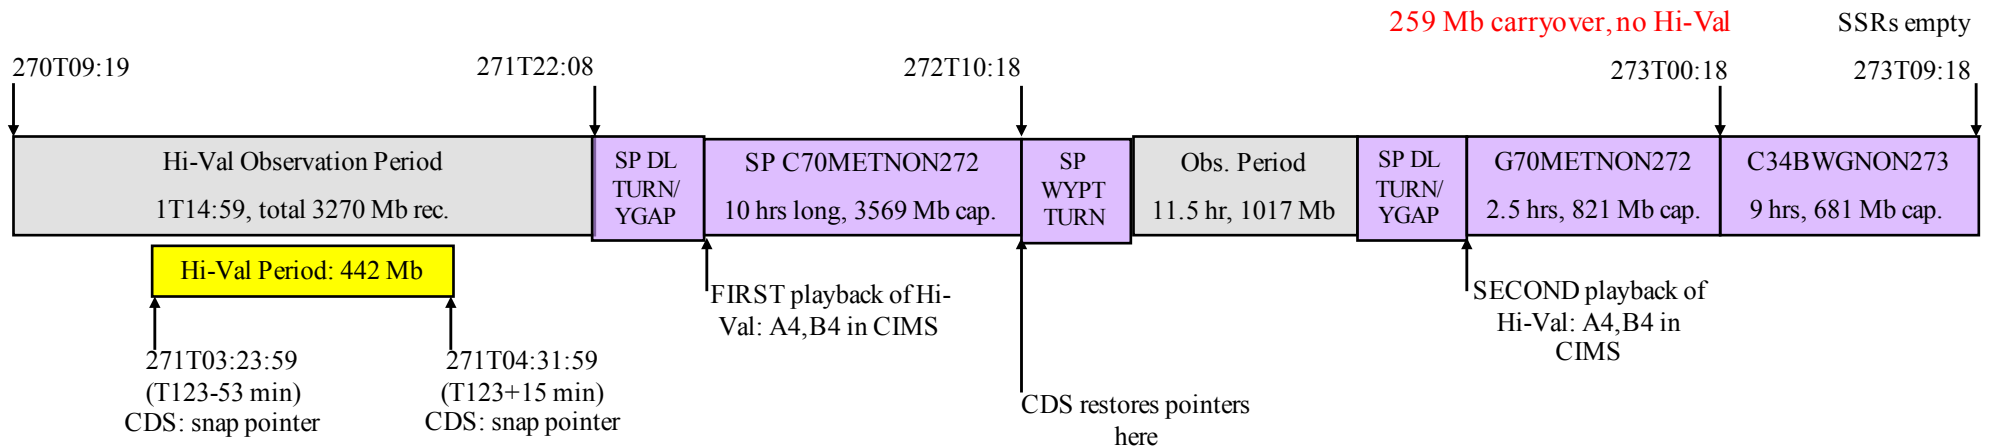 259 Mb carryover, no Hi-Val
SSRs empty
270T09:19
271T22:08
272T10:18
273T00:18
273T09:18
Hi-Val Observation Period
1T14:59, total 3270 Mb rec.
SP DL
TURN/
YGAP
SP C70METNON272
10 hrs long, 3569 Mb cap.
SP
WYPT
TURN
Obs. Period
11.5 hr, 1017 Mb
SP DL
TURN/
YGAP
G70METNON272
2.5 hrs, 821 Mb cap.
C34BWGNON273
9 hrs, 681 Mb cap.
Hi-Val Period: 442 Mb
FIRST playback of Hi-
Val: A4,B4 in CIMS
SECOND playback of
Hi-Val: A4,B4 in
CIMS
271T03:23:59
(T123-53 min)
CDS: snap pointer
271T04:31:59
(T123+15 min)
CDS: snap pointer
CDS restores pointers
here